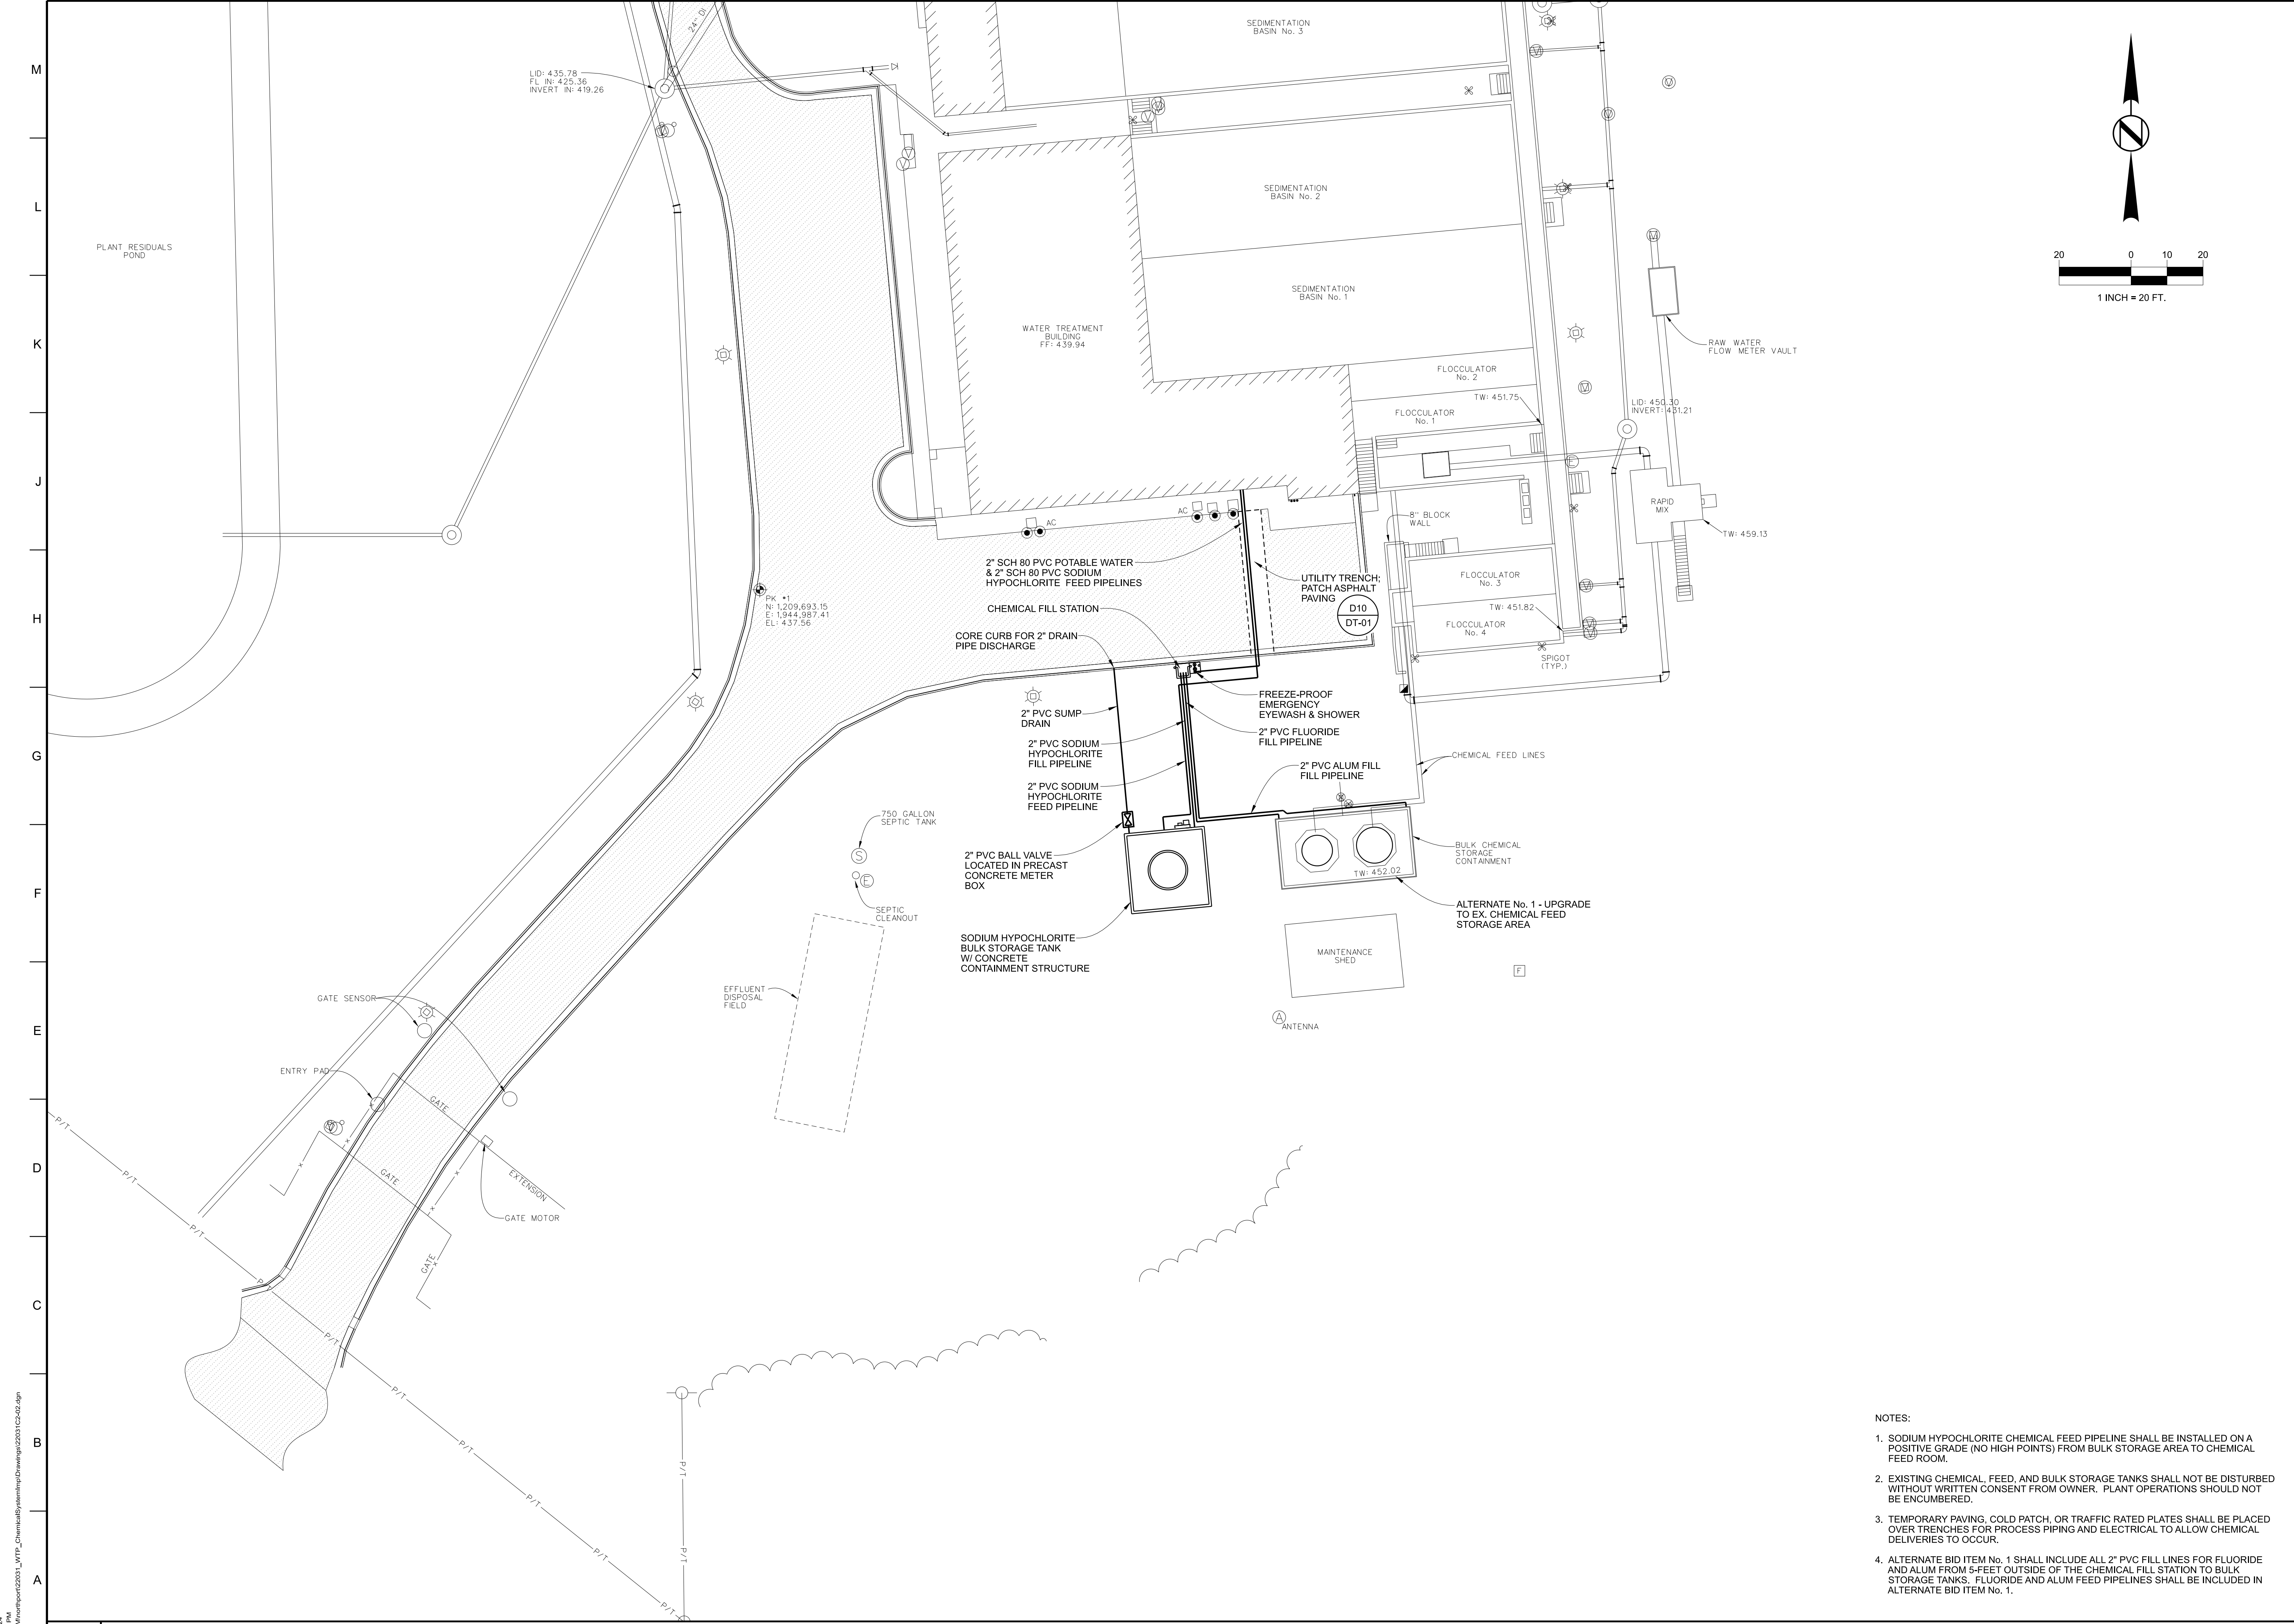 M
L
K
J
H
G
F
E
D
C
B
A
24" DI
LID: 435.78
FL IN: 425.36
INVERT IN: 419.26
SEDIMENTATION
BASIN No. 3
SEDIMENTATION
BASIN No. 2
SEDIMENTATION
BASIN No. 1
PLANT RESIDUALS
POND
WATER TREATMENT
BUILDING
FF: 439.94
FLOCCULATOR
No. 2
TW: 451.75
FLOCCULATOR
No. 1
LID: 450.30
INVERT: 431.21
RAW WATER
FLOW METER VAULT
N
20 0 10 20
1 INCH = 20 FT.
RAPID
MIX
TW: 459.13
8" BLOCK
WALL
AC
AC
2" SCH 80 PVC POTABLE WATER
& 2" SCH 80 PVC SODIUM
HYPOCHLORITE FEED PIPELINES
UTILITY TRENCH;
PATCH ASPHALT
PAVING
D10
DT-01
FLOCCULATOR
No. 3
TW: 451.82
FLOCCULATOR
No. 4
SPIGOT
(TYP.)
PK *1
N: 1,209,693.15
E: 1,944,987.41
EL: 437.56
CHEMICAL FILL STATION
CORE CURB FOR 2" DRAIN
PIPE DISCHARGE
FREEZE-PROOF
EMERGENCY
EYEWASH & SHOWER
2" PVC SUMP
DRAIN
2" PVC FLUORIDE
FILL PIPELINE
2" PVC SODIUM
HYPOCHLORITE
FILL PIPELINE
2" PVC ALUM FILL
FILL PIPELINE
CHEMICAL FEED LINES
2" PVC SODIUM
HYPOCHLORITE
FEED PIPELINE
750 GALLON
SEPTIC TANK
S
E
SEPTIC
CLEANOUT
2" PVC BALL VALVE
LOCATED IN PRECAST
CONCRETE METER
BOX
BULK CHEMICAL
STORAGE
CONTAINMENT
TW: 452.02
ALTERNATE No. 1 - UPGRADE
TO EX. CHEMICAL FEED
STORAGE AREA
SODIUM HYPOCHLORITE
BULK STORAGE TANK
W/ CONCRETE
CONTAINMENT STRUCTURE
MAINTENANCE
SHED
F
EFFLUENT
DISPOSAL
FIELD
A
ANTENNA
GATE SENSOR
ENTRY PAD
GATE
GATE
EXTENSION
GATE MOTOR
GATE
P/T
P/T
P/T
P/T
P/T
P/T
P/T
P/T
P/T
P/T
P/T
NOTES:
1. SODIUM HYPOCHLORITE CHEMICAL FEED PIPELINE SHALL BE INSTALLED ON A
POSITIVE GRADE (NO HIGH POINTS) FROM BULK STORAGE AREA TO CHEMICAL
FEED ROOM.
2. EXISTING CHEMICAL, FEED, AND BULK STORAGE TANKS SHALL NOT BE DISTURBED
WITHOUT WRITTEN CONSENT FROM OWNER. PLANT OPERATIONS SHOULD NOT
BE ENCUMBERED.
3. TEMPORARY PAVING, COLD PATCH, OR TRAFFIC RATED PLATES SHALL BE PLACED
OVER TRENCHES FOR PROCESS PIPING AND ELECTRICAL TO ALLOW CHEMICAL
DELIVERIES TO OCCUR.
4. ALTERNATE BID ITEM No. 1 SHALL INCLUDE ALL 2" PVC FILL LINES FOR FLUORIDE
AND ALUM FROM 5-FEET OUTSIDE OF THE CHEMICAL FILL STATION TO BULK
STORAGE TANKS. FLUORIDE AND ALUM FEED PIPELINES SHALL BE INCLUDED IN
ALTERNATE BID ITEM No. 1.
PM
northport\22031_WTP_ChemicalSystemImp\Drawings\22031C2-02.dgn